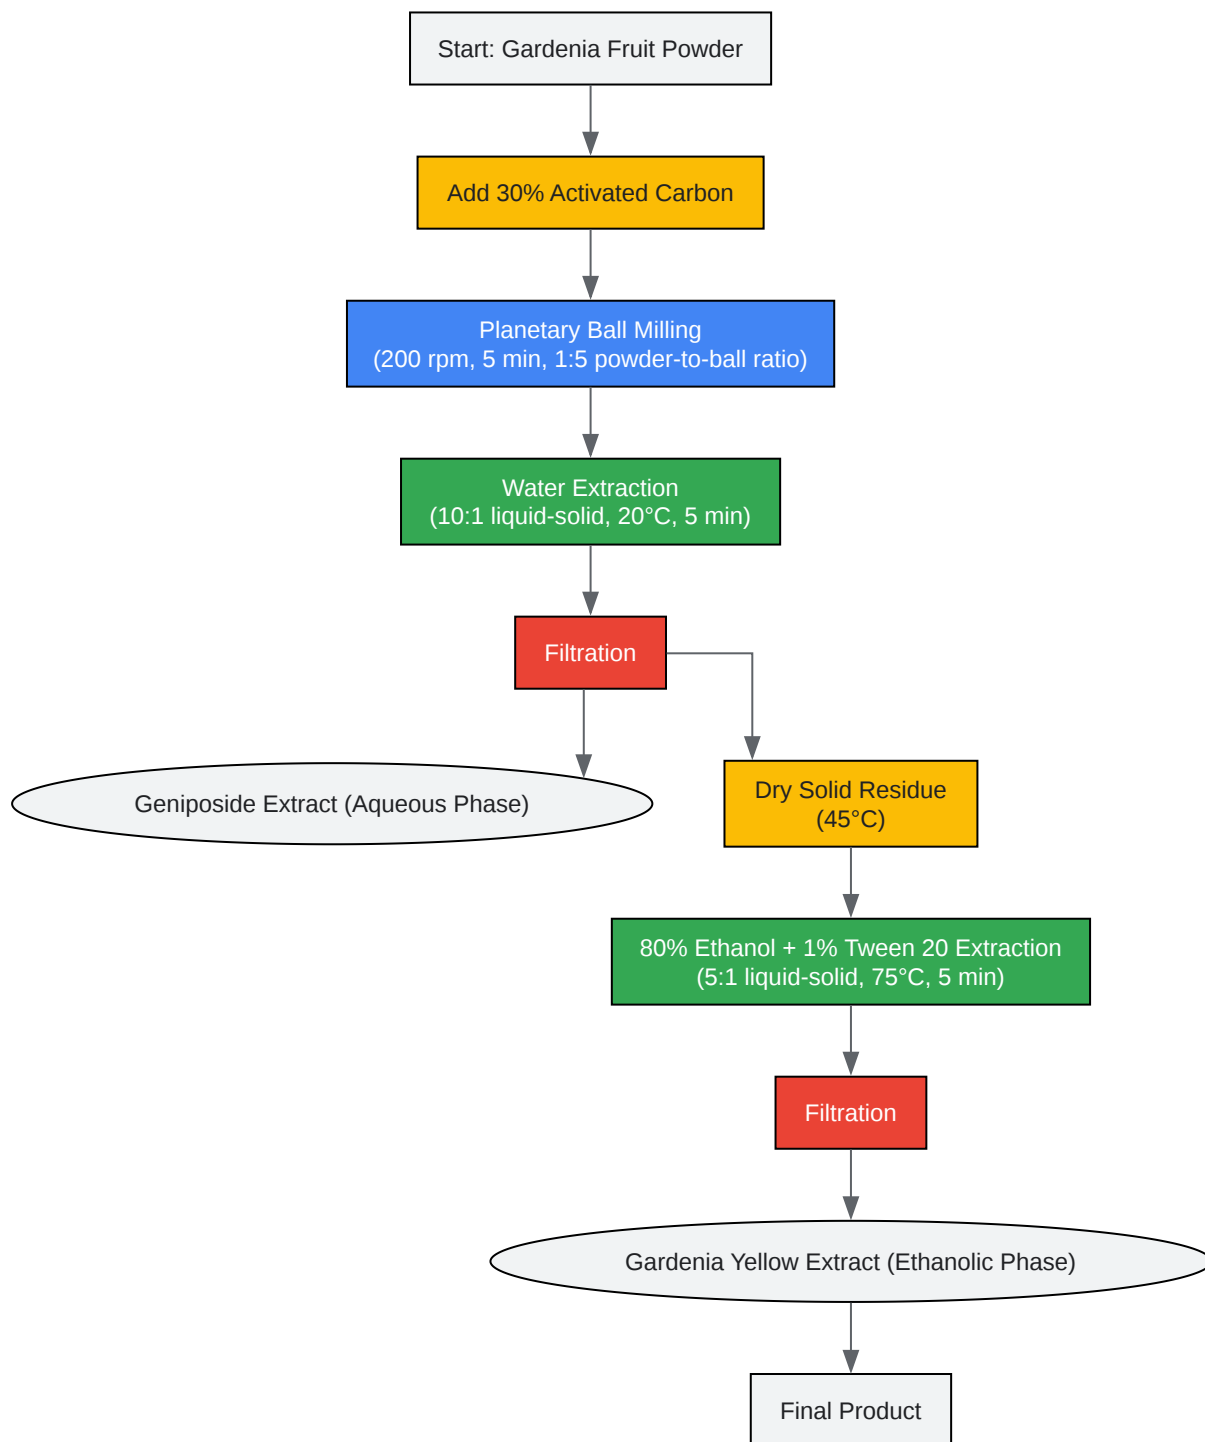 Start: Gardenia Fruit Powder
Add 30% Activated Carbon
Planetary Ball Milling
(200 rpm, 5 min, 1:5 powder-to-ball ratio)
Water Extraction
(10:1 liquid-solid, 20°C, 5 min)
Filtration
Geniposide Extract (Aqueous Phase)
Dry Solid Residue
(45°C)
80% Ethanol + 1% Tween 20 Extraction
(5:1 liquid-solid, 75°C, 5 min)
Filtration
Gardenia Yellow Extract (Ethanolic Phase)
Final Product